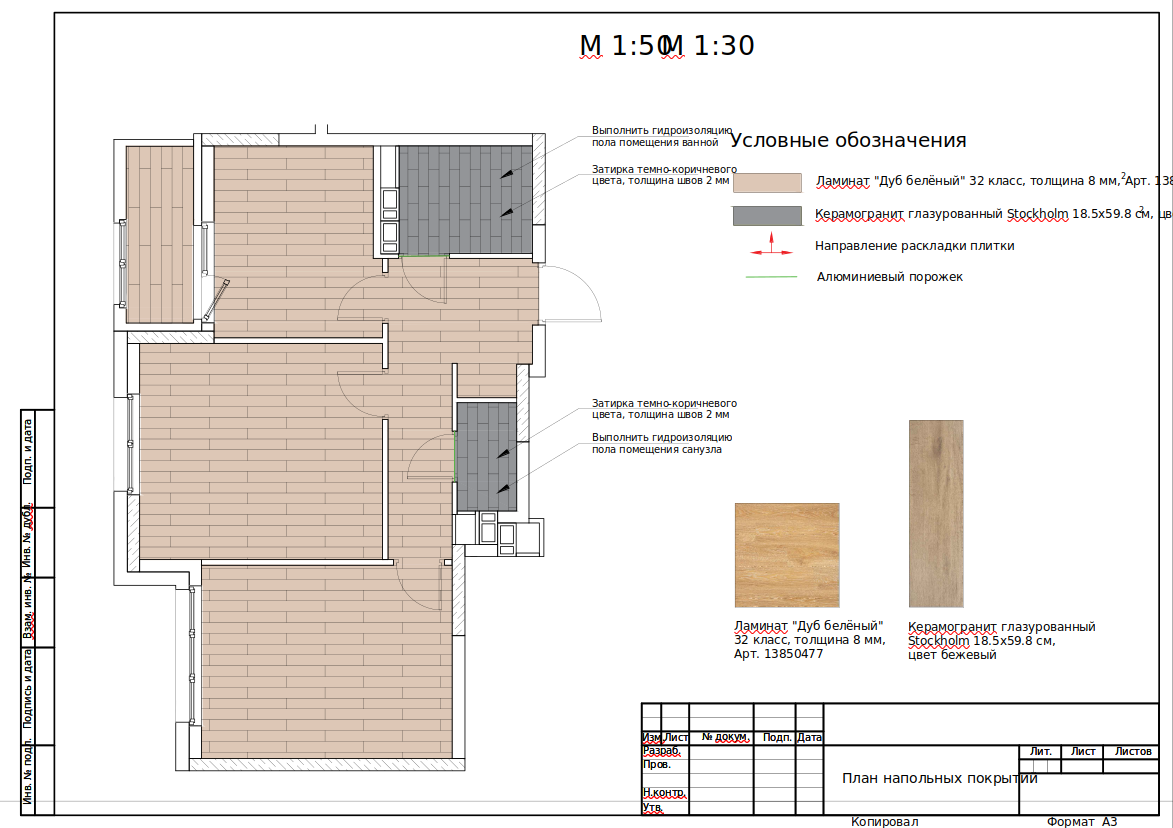 М 1:50
М 1:30
Выполнить гидроизоляцию
пола помещения ванной
Затирка темно-коричневого
цвета, толщина швов 2 мм
Условные обозначения
Ламинат "Дуб белёный" 32 класс, толщина 8 мм,2 Арт. 138
Керамогранит глазурованный Stockholm 18.5х59.8 см,2 цв
Направление раскладки плитки
Алюминиевый порожек
Затирка темно-коричневого
цвета, толщина швов 2 мм
Выполнить гидроизоляцию
пола помещения санузла
Ламинат "Дуб белёный"
32 класс, толщина 8 мм,
Арт. 13850477
Керамогранит глазурованный
Stockholm 18.5х59.8 см,
цвет бежевый
Подп. и дата
Инв. № дубл.
Взам. инв. №
Подпись и дата
Инв. № подл.
Изм.
Лист
№ докум.
Подп.
Дата
Разраб.
Пров.
Н.контр.
Утв.
План напольных покрытий
Лит.
Лист
Листов
Копировал
Формат А3